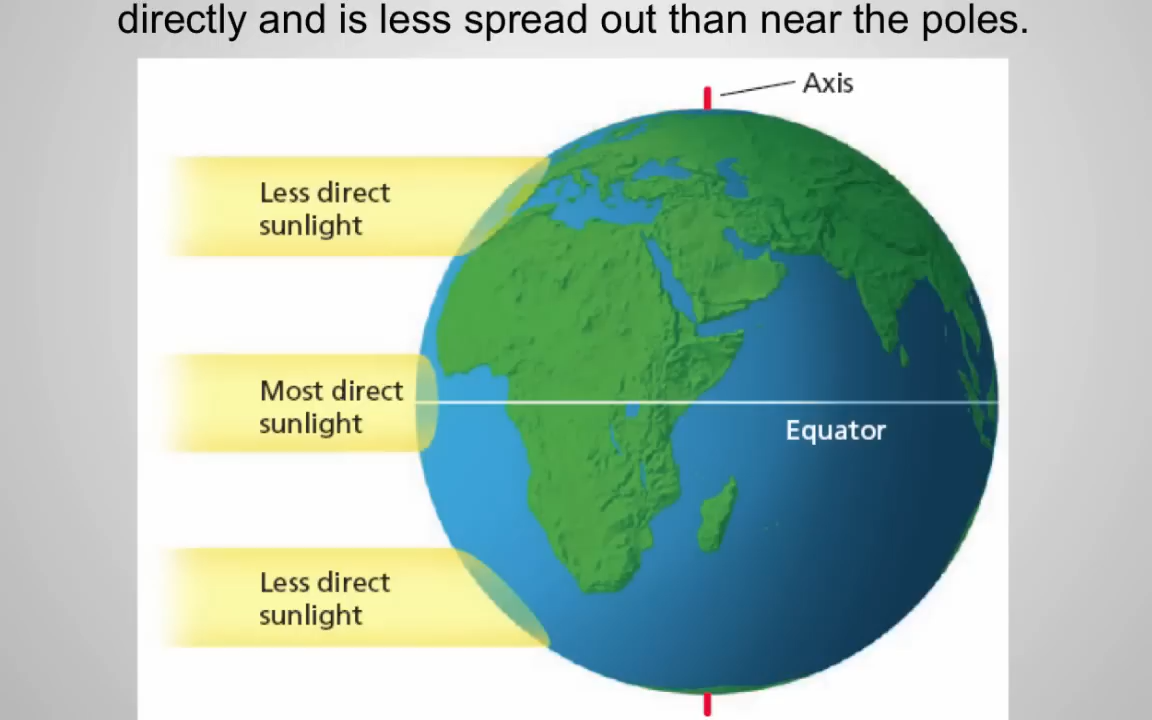 directly and is less spread out than near the poles.
Axis
Less direct
sunlight
Most direct
sunlight
Equator
Less direct
sunlight